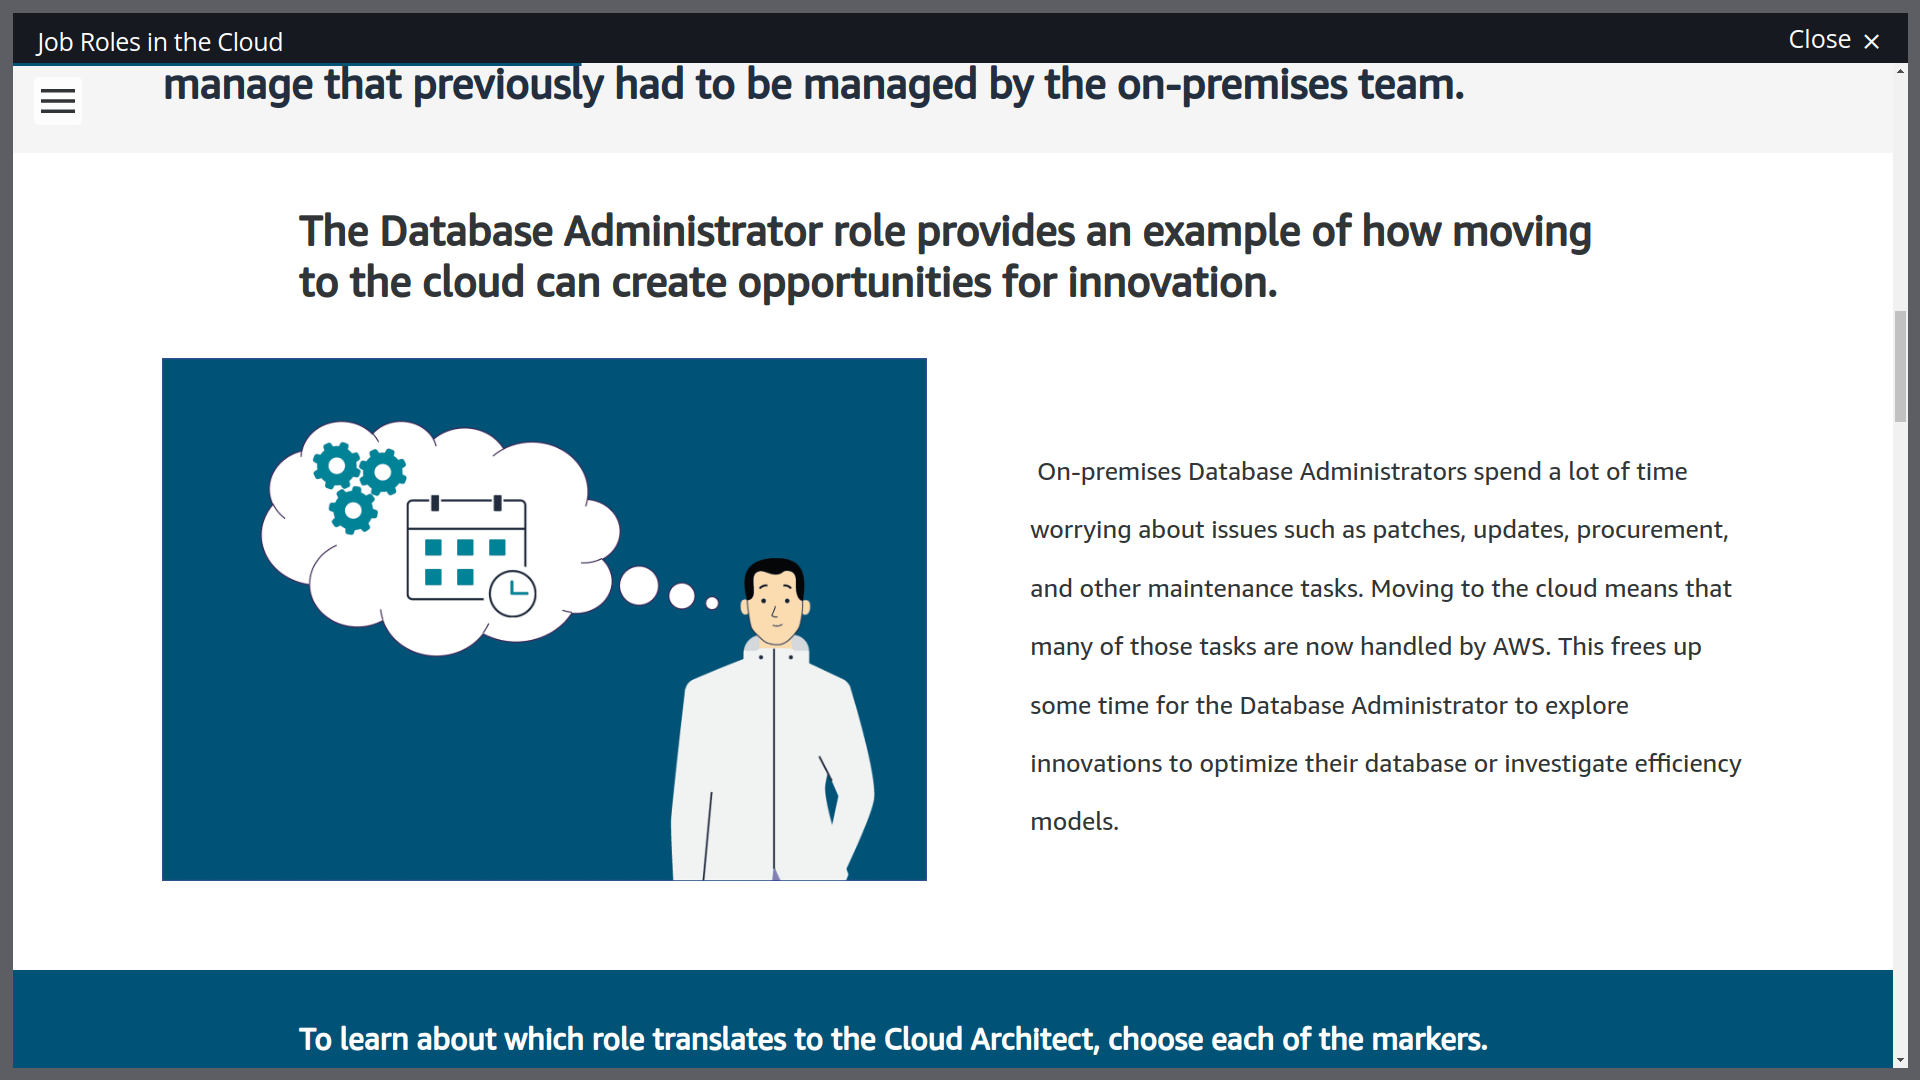 Job Roles in the Cloud
Close ×
manage that previously had to be managed by the on-premises team.
The Database Administrator role provides an example of how moving
to the cloud can create opportunities for innovation.
On-premises Database Administrators spend a lot of time
worrying about issues such as patches, updates, procurement,
and other maintenance tasks. Moving to the cloud means that
many of those tasks are now handled by AWS. This frees up
some time for the Database Administrator to explore
innovations to optimize their database or investigate efficiency
models.
To learn about which role translates to the Cloud Architect, choose each of the markers.